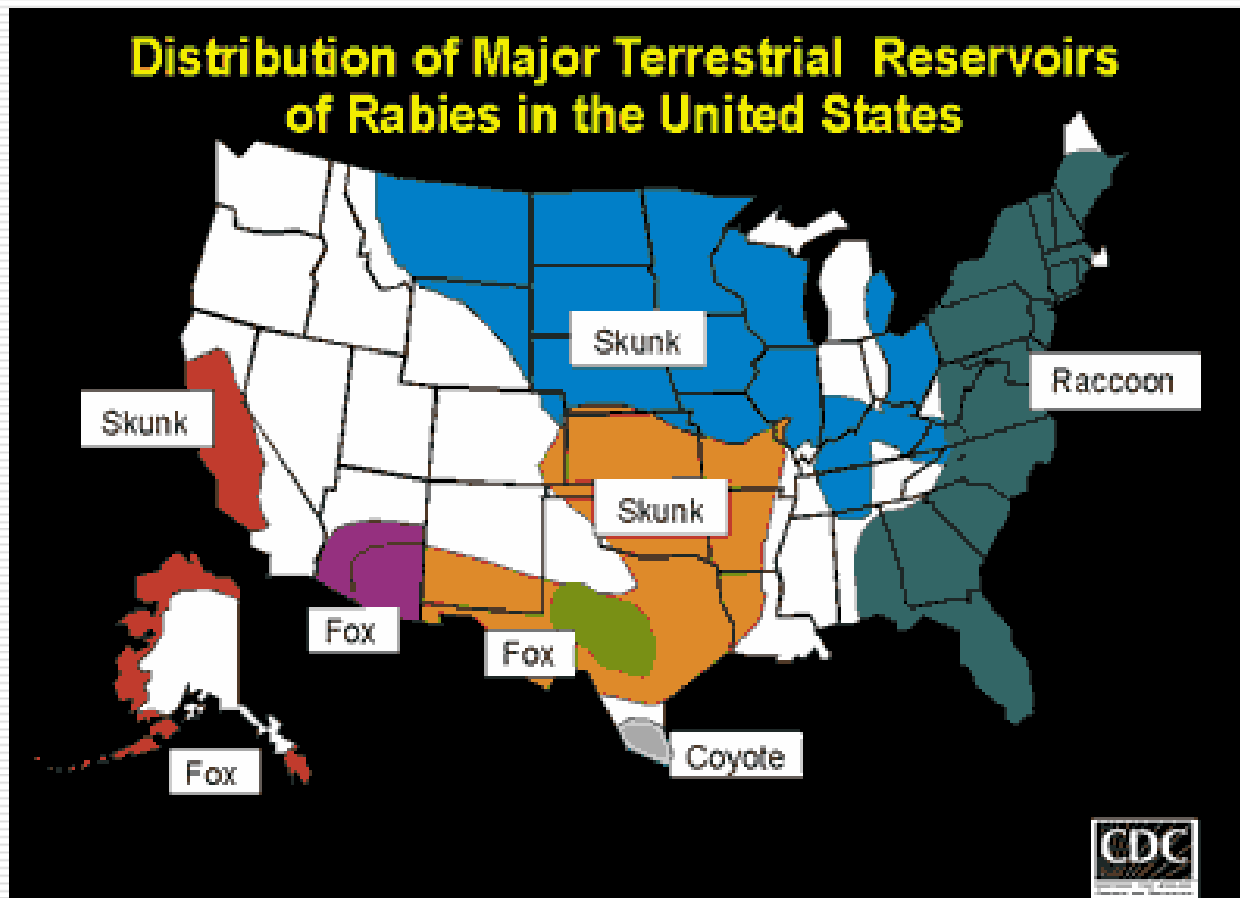 Distribution of Major Terrestrial Reservoirs
of Rabies in the United States
Skunk
Raccoon
Skunk
Skunk
Fox
Fox
Coyote
Fox
CDC